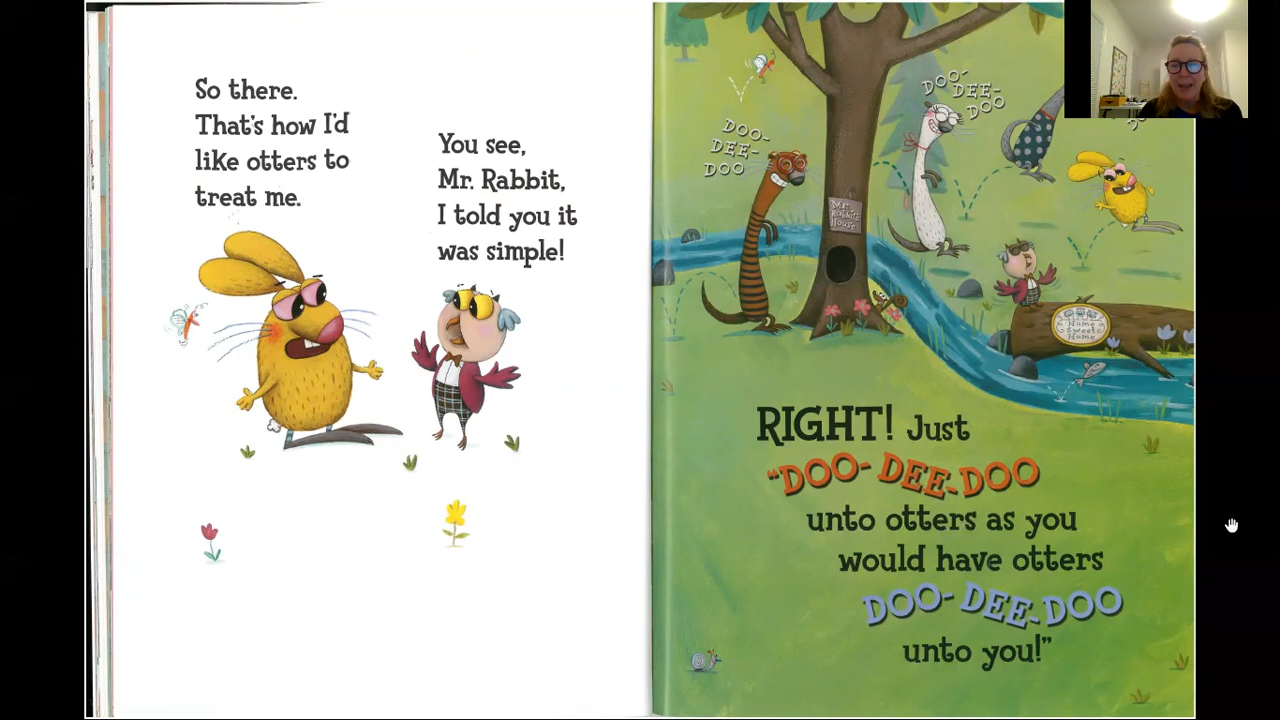 So there.
That's how I'd
like otters to
treat me.
You see,
Mr. Rabbit,
I told you it
was simple!
DOO-
DEE-
DOO
DOO-
DEE-
DOO
Mr.
Rabbit's
House
Home
Sweet
Home
RIGHT! Just
"DOO-DEE-DOO
unto otters as you
would have otters
DOO-DEE-DOO
unto you!"